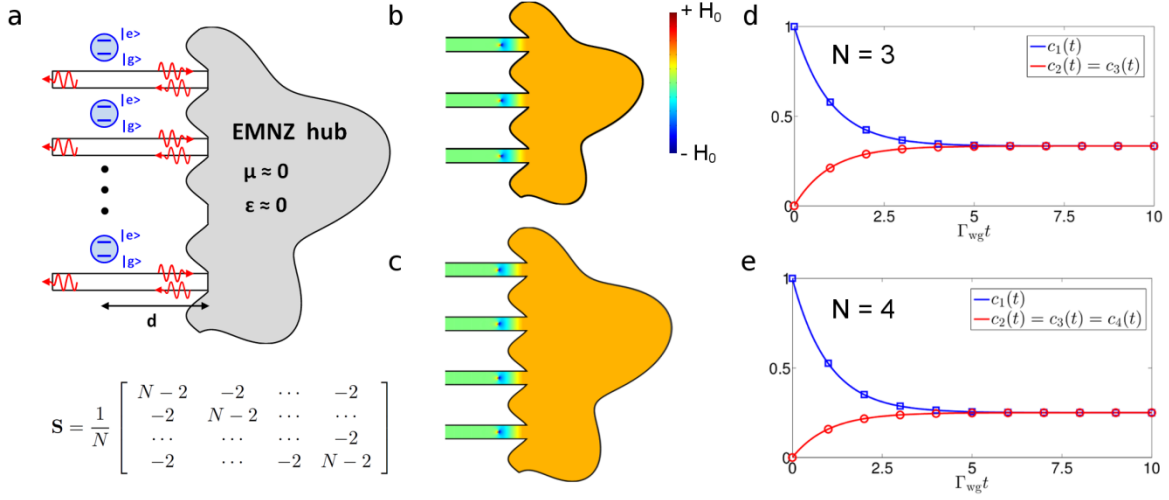 a
|e>
|g>
|e>
|g>
|e>
|g>
d
EMNZ hub
μ ≈ 0
ε ≈ 0
S = 1/N [ N − 2 −2 ⋯ −2
−2 N − 2 ⋯ ⋯
⋯ ⋯ ⋯ −2
−2 ⋯ −2 N − 2 ]
b
+ H₀
- H₀
c
d
N = 3
c₁(t)
c₂(t) = c₃(t)
1
0.5
0
0 2.5 5 7.5 10
Γwgt
e
N = 4
c₁(t)
c₂(t) = c₃(t) = c₄(t)
1
0.5
0
0 2.5 5 7.5 10
Γwgt